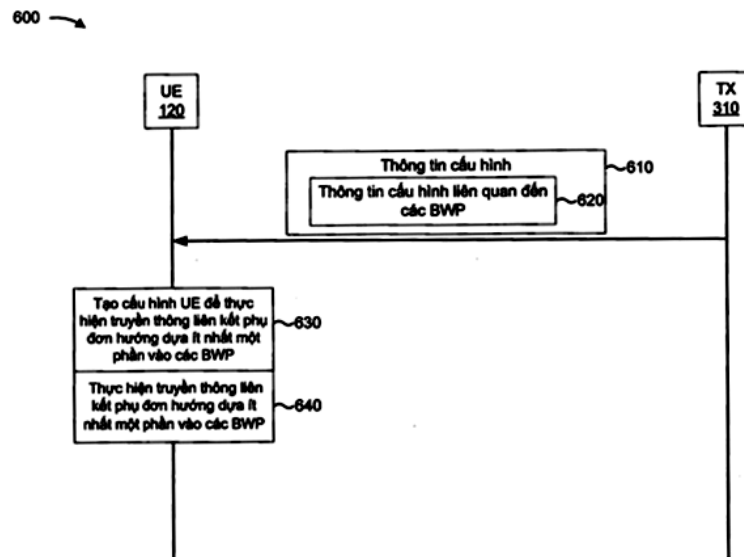 600
UE
120
TX
310
Thông tin cấu hình
610
Thông tin cấu hình liên quan đến
các BWP
620
Tạo cấu hình UE để thực
hiện truyền thông liên kết phụ
đơn hướng dựa ít nhất một
phần vào các BWP
630
Thực hiện truyền thông liên
kết phụ đơn hướng dựa ít
nhất một phần vào các BWP
640